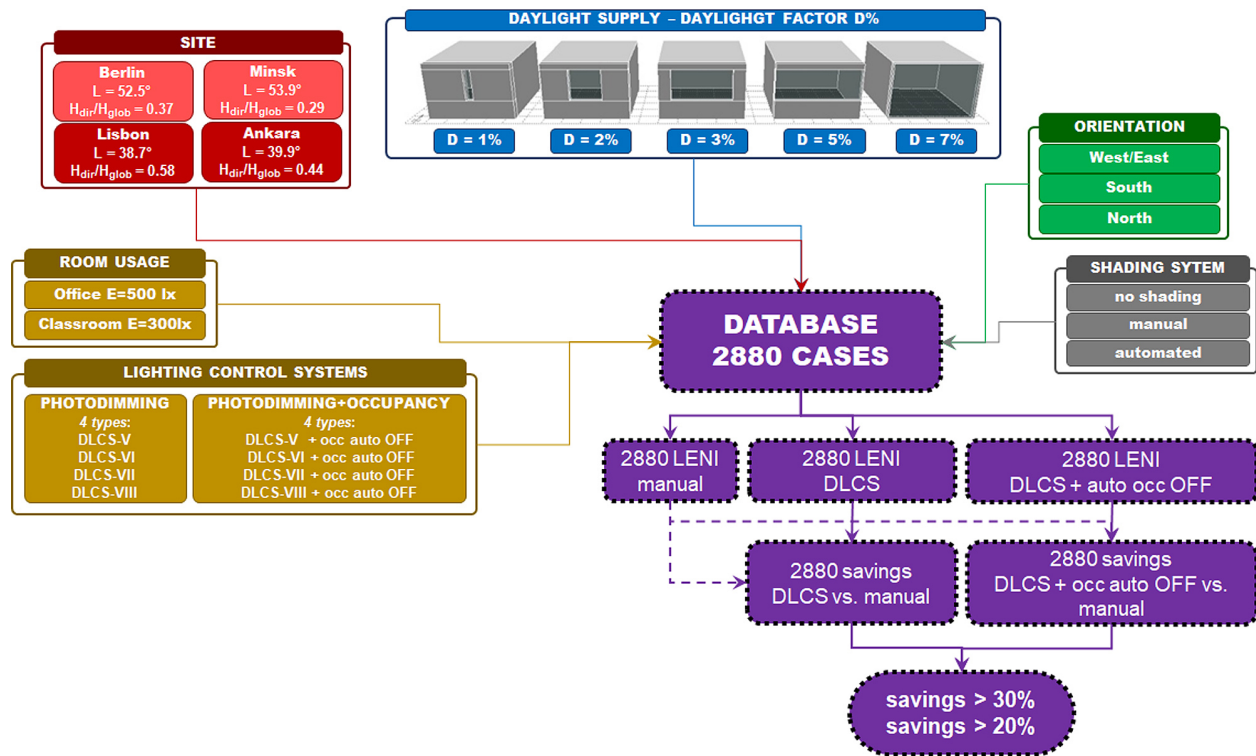 DAYLIGHT SUPPLY – DAYLIGHGT FACTOR D%
D = 1%
D = 2%
D = 3%
D = 5%
D = 7%
SITE
Berlin
L = 52.5°
Hdir/Hglob = 0.37
Minsk
L = 53.9°
Hdir/Hglob = 0.29
Lisbon
L = 38.7°
Hdir/Hglob = 0.58
Ankara
L = 39.9°
Hdir/Hglob = 0.44
ORIENTATION
West/East
South
North
ROOM USAGE
Office E=500 lx
Classroom E=300lx
SHADING SYTEM
no shading
manual
automated
DATABASE
2880 CASES
LIGHTING CONTROL SYSTEMS
PHOTODIMMING
4 types:
DLCS-V
DLCS-VI
DLCS-VII
DLCS-VIII
PHOTODIMMING+OCCUPANCY
4 types:
DLCS-V + occ auto OFF
DLCS-VI + occ auto OFF
DLCS-VII + occ auto OFF
DLCS-VIII + occ auto OFF
2880 LENI
manual
2880 LENI
DLCS
2880 LENI
DLCS + auto occ OFF
2880 savings
DLCS vs. manual
2880 savings
DLCS + occ auto OFF vs.
manual
savings > 30%
savings > 20%